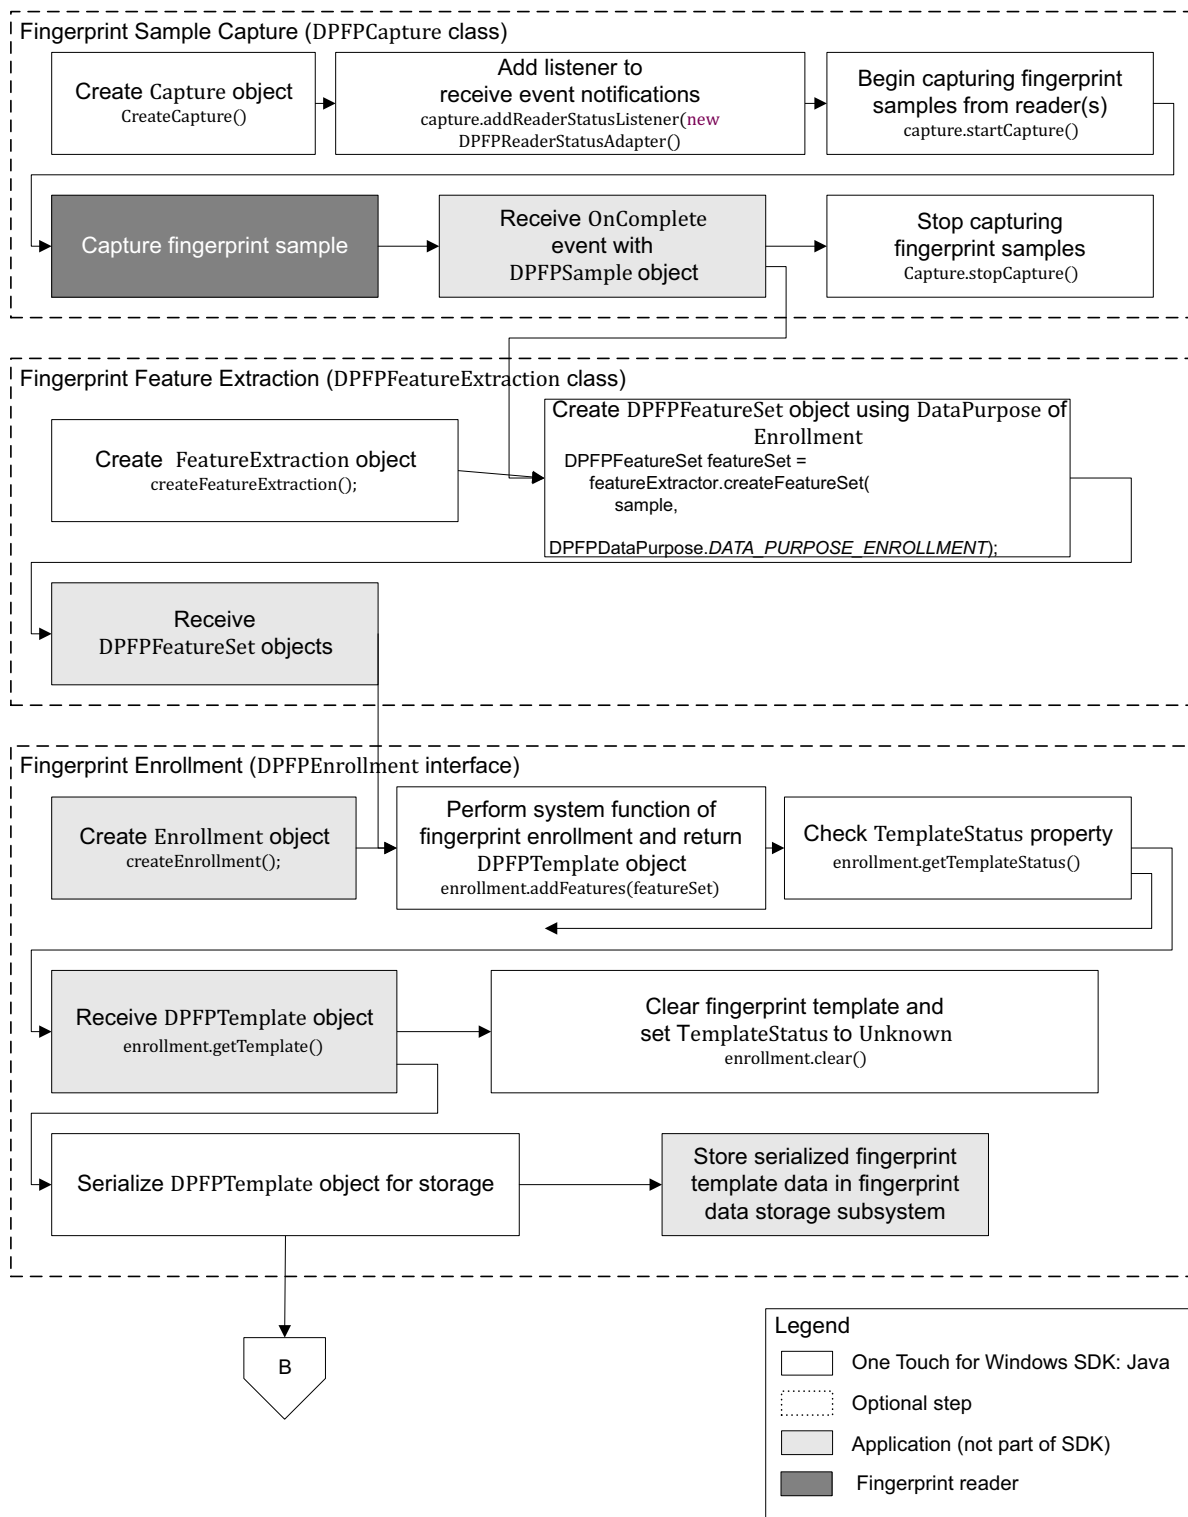 Fingerprint Sample Capture (DPFPCapture class)
Create Capture object
CreateCapture()
Add listener to
receive event notifications
capture.addReaderStatusListener(new
DPFPReaderStatusAdapter()
Begin capturing fingerprint
samples from reader(s)
capture.startCapture()
Capture fingerprint sample
Receive OnComplete
event with
DPFPSample object
Stop capturing
fingerprint samples
Capture.stopCapture()
Fingerprint Feature Extraction (DPFPFeatureExtraction class)
Create FeatureExtraction object
createFeatureExtraction();
Create DPFPFeatureSet object using DataPurpose of
Enrollment
DPFPFeatureSet featureSet =
featureExtractor.createFeatureSet(
sample,
DPFPDataPurpose.DATA_PURPOSE_ENROLLMENT);
Receive
DPFPFeatureSet objects
Fingerprint Enrollment (DPFPEnrollment interface)
Create Enrollment object
createEnrollment();
Perform system function of
fingerprint enrollment and return
DPFPTemplate object
enrollment.addFeatures(featureSet)
Check TemplateStatus property
enrollment.getTemplateStatus()
Receive DPFPTemplate object
enrollment.getTemplate()
Clear fingerprint template and
set TemplateStatus to Unknown
enrollment.clear()
Serialize DPFPTemplate object for storage
Store serialized fingerprint
template data in fingerprint
data storage subsystem
B
Legend
One Touch for Windows SDK: Java
Optional step
Application (not part of SDK)
Fingerprint reader